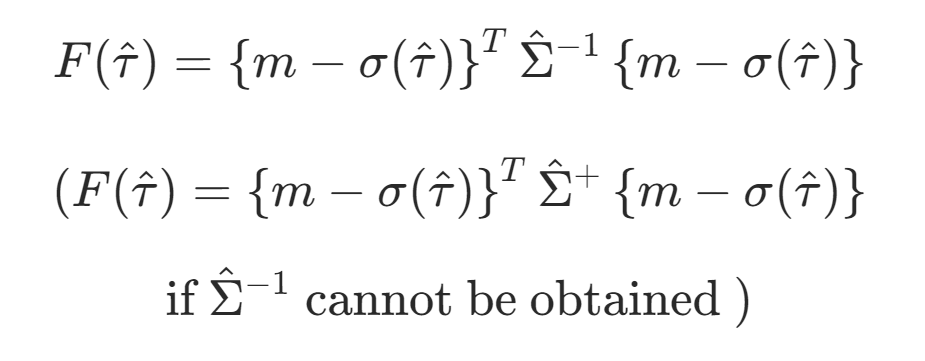 F(τ̂) = {m − σ(τ̂)}ᵀ Σ̂⁻¹ {m − σ(τ̂)}
(F(τ̂) = {m − σ(τ̂)}ᵀ Σ̂⁺ {m − σ(τ̂)}
if Σ̂⁻¹ cannot be obtained )